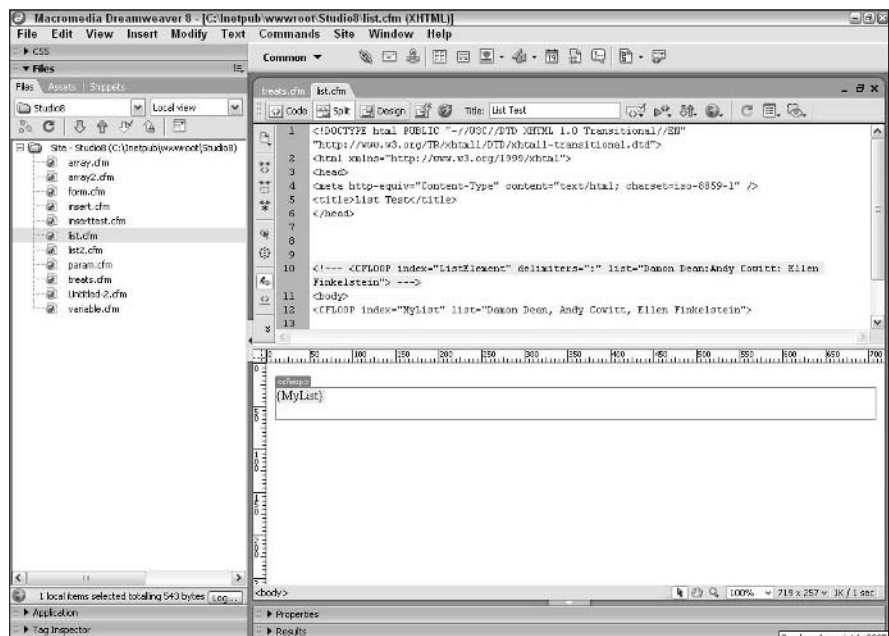 Macromedia Dreamweaver 8 - [C:\Inetpub\wwwroot\Studio8\list.cfm (XHTML)]
File Edit View Insert Modify Text Commands Site Window Help
CSS
Files
Common
Files Assets Snippets
treats.cfm list.cfm
Studio8 Local view
Code Split Design Title: List Test
Site - Studio8 (C:\Inetpub\wwwroot\Studio8)
array.cfm
array2.cfm
form.cfm
insert.cfm
inserttest.cfm
list.cfm
list2.cfm
param.cfm
treats.cfm
Untitled-2.cfm
variable.cfm
1 <!DOCTYPE html PUBLIC "-//W3C//DTD XHTML 1.0 Transitional//EN"
"http://www.w3.org/TR/xhtml1/DTD/xhtml1-transitional.dtd">
2 <html xmlns="http://www.w3.org/1999/xhtml">
3 <head>
4 <meta http-equiv="Content-Type" content="text/html; charset=iso-8859-1" />
5 <title>List Test</title>
6 </head>
7
8
9
10 <!--- <CFLOOP index="ListElement" delimiters=":" list="Damon Dean:Andy Cowitt: Ellen
Finkelstein"> --->
11 <body>
12 <CFLOOP index="MyList" list="Damon Dean, Andy Cowitt, Ellen Finkelstein">
13
0 50 100 150 200 250 300 350 400 450 500 550 600 650 700
<cfloop>
{MyList}
0
50
100
150
200
<body> 100% 719 x 257 1K / 1 sec
1 local items selected totalling 543 bytes Log...
Application
Tag Inspector
Properties
Results